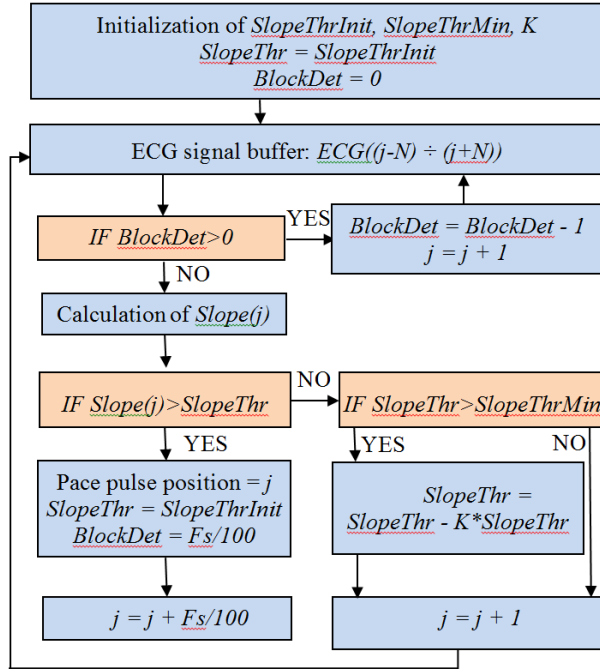 Initialization of SlopeThrInit, SlopeThrMin, K
SlopeThr = SlopeThrInit
BlockDet = 0
ECG signal buffer: ECG((j-N) ÷ (j+N))
IF BlockDet>0
YES
BlockDet = BlockDet - 1
j = j + 1
NO
Calculation of Slope(j)
IF Slope(j)>SlopeThr
NO
IF SlopeThr>SlopeThrMin
YES
YES
NO
Pace pulse position = j
SlopeThr = SlopeThrInit
BlockDet = Fs/100
SlopeThr =
SlopeThr - K*SlopeThr
j = j + Fs/100
j = j + 1